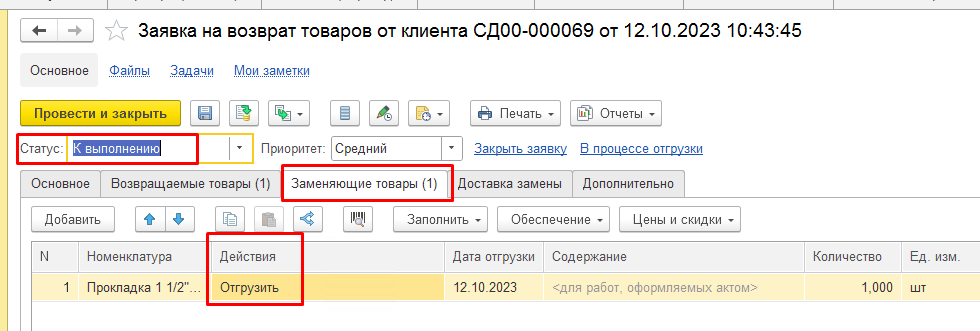 Заявка на возврат товаров от клиента СД00-000069 от 12.10.2023 10:43:45
Основное Файлы Задачи Мои заметки
Провести и закрыть Печать Отчеты
Статус: К выполнению Приоритет: Средний Закрыть заявку В процессе отгрузки
Основное Возвращаемые товары (1) Заменяющие товары (1) Доставка замены Дополнительно
Добавить Заполнить Обеспечение Цены и скидки
N Номенклатура Действия Дата отгрузки Содержание Количество Ед. изм.
1 Прокладка 1 1/2"... Отгрузить 12.10.2023 <для работ, оформляемых актом> 1,000 шт